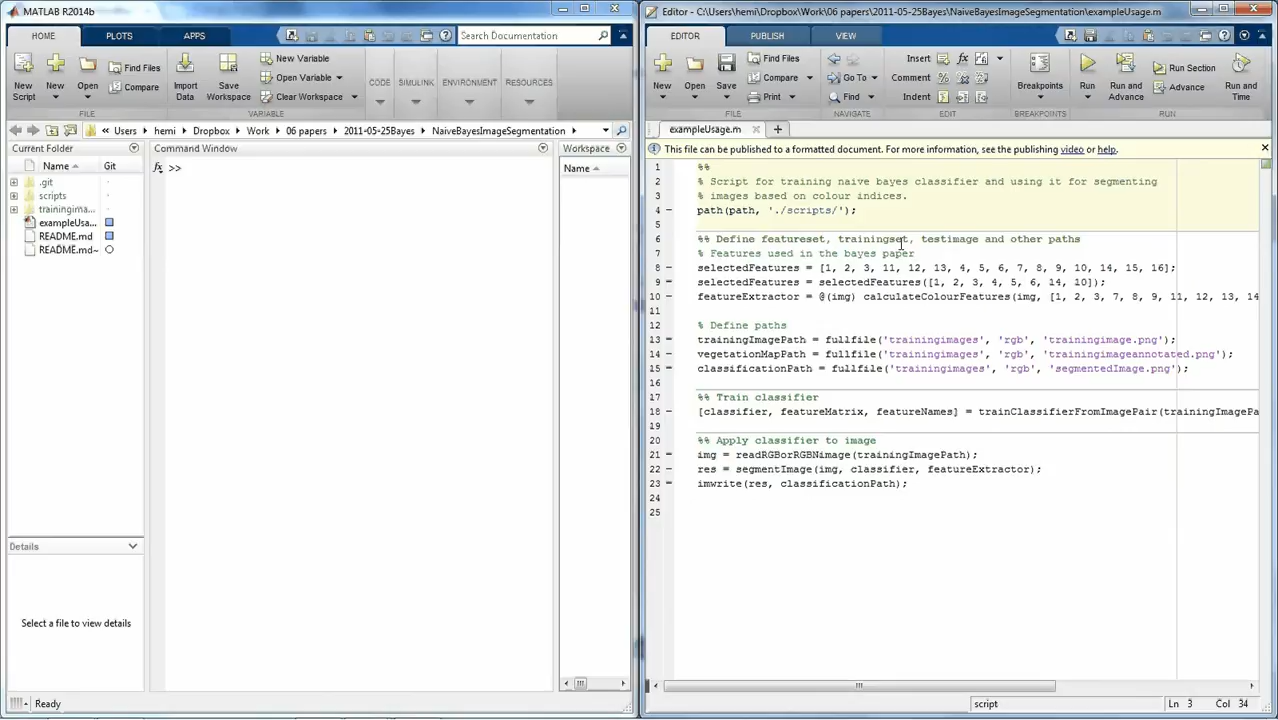 MATLAB R2014b
HOME PLOTS APPS Search Documentation
New Script New Open Find Files Compare Import Data Save Workspace New Variable Open Variable Clear Workspace CODE SIMULINK ENVIRONMENT RESOURCES
FILE VARIABLE
« Users hemi Dropbox Work 06 papers 2011-05-25Bayes NaiveBayesImageSegmentation
Current Folder
Name Git
.git
scripts
trainingima...
exampleUsa...
README.md
README.md~
Details
Select a file to view details
Ready
Command Window
fx >>
Workspace
Name
Editor - C:\Users\hemi\Dropbox\Work\06 papers\2011-05-25Bayes\NaiveBayesImageSegmentation\exampleUsage.m
EDITOR PUBLISH VIEW
New Open Save Find Files Compare Print Go To Find Insert fx Comment Indent Breakpoints Run Run and Advance Run Section Advance Run and Time
FILE NAVIGATE EDIT BREAKPOINTS RUN
exampleUsage.m
This file can be published to a formatted document. For more information, see the publishing video or help.
1 %%
2 % Script for training naive bayes classifier and using it for segmenting
3 % images based on colour indices.
4 path(path, './scripts/');
5
6 %% Define featureset, trainingset, testimage and other paths
7 % Features used in the bayes paper
8 selectedFeatures = [1, 2, 3, 11, 12, 13, 4, 5, 6, 7, 8, 9, 10, 14, 15, 16];
9 selectedFeatures = selectedFeatures([1, 2, 3, 4, 5, 6, 14, 10]);
10 featureExtractor = @(img) calculateColourFeatures(img, [1, 2, 3, 7, 8, 9, 11, 12, 13, 14
11
12 % Define paths
13 trainingImagePath = fullfile('trainingimages', 'rgb', 'trainingimage.png');
14 vegetationMapPath = fullfile('trainingimages', 'rgb', 'trainingimageannotated.png');
15 classificationPath = fullfile('trainingimages', 'rgb', 'segmentedImage.png');
16
17 %% Train classifier
18 [classifier, featureMatrix, featureNames] = trainClassifierFromImagePair(trainingImagePa
19
20 %% Apply classifier to image
21 img = readRGBorRGBNimage(trainingImagePath);
22 res = segmentImage(img, classifier, featureExtractor);
23 imwrite(res, classificationPath);
24
25
script Ln 3 Col 34